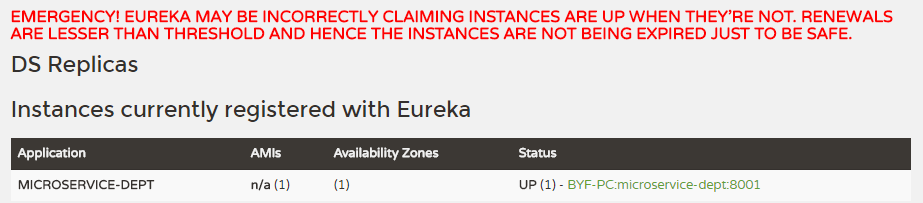 EMERGENCY! EUREKA MAY BE INCORRECTLY CLAIMING INSTANCES ARE UP WHEN THEY'RE NOT. RENEWALS
ARE LESSER THAN THRESHOLD AND HENCE THE INSTANCES ARE NOT BEING EXPIRED JUST TO BE SAFE.
DS Replicas
Instances currently registered with Eureka
Application AMIs Availability Zones Status
MICROSERVICE-DEPT n/a (1) (1) UP (1) - BYF-PC:microservice-dept:8001